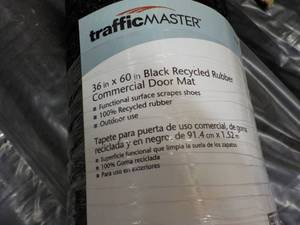 trafficMASTER
36 in x 60 in Black Recycled Rubber
Commercial Door Mat
■ Functional surface scrapes shoes
■ 100% Recycled rubber
■ Outdoor use
Tapete para puerta de uso comercial, de goma
reciclada y en negro, de 91.4 cm x 1.52 m
■ Superficie funcional que limpia la suela de los zapatos
■ 100% Goma reciclada
■ Para uso en exteriores